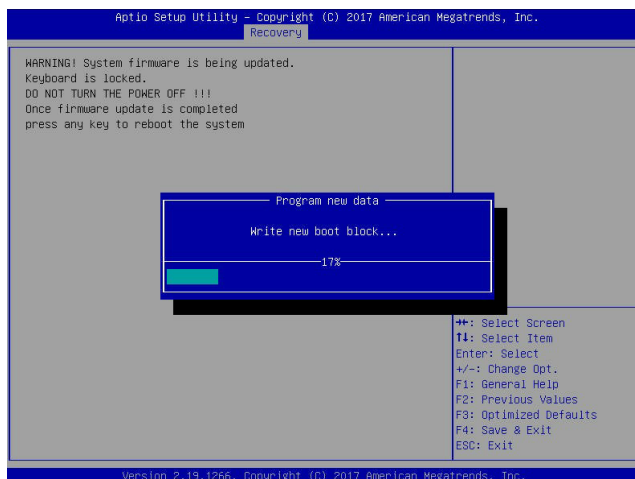 Aptio Setup Utility – Copyright (C) 2017 American Megatrends, Inc.
Recovery
WARNING! System firmware is being updated.
Keyboard is locked.
DO NOT TURN THE POWER OFF !!!
Once firmware update is completed
press any key to reboot the system
Program new data
Write new boot block...
17%
→←: Select Screen
↑↓: Select Item
Enter: Select
+/-: Change Opt.
F1: General Help
F2: Previous Values
F3: Optimized Defaults
F4: Save & Exit
ESC: Exit
Version 2.19.1266. Copyright (C) 2017 American Megatrends, Inc.